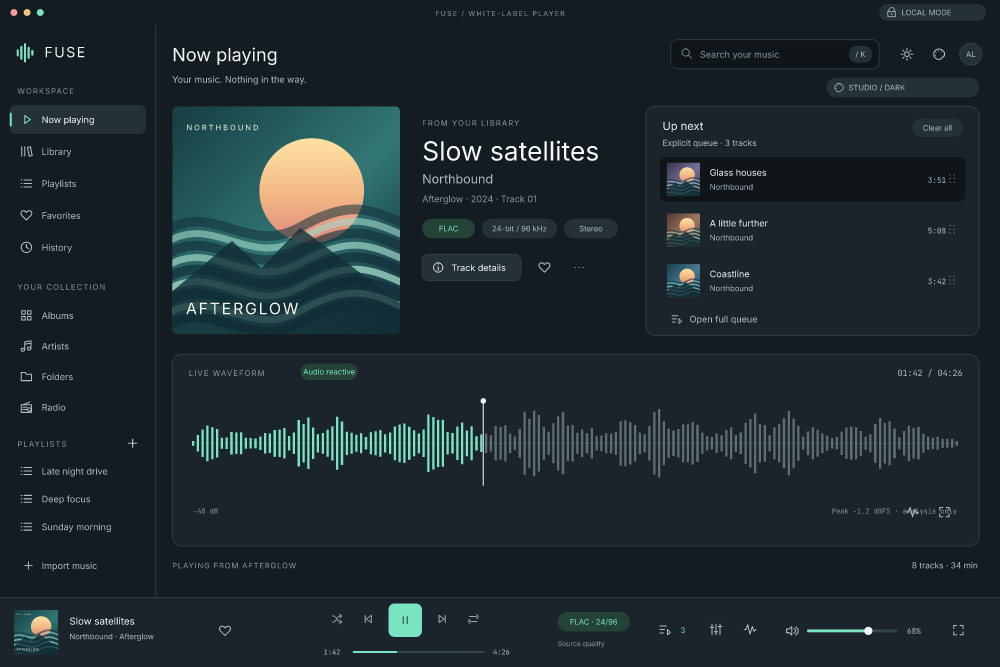 FUSE / WHITE-LABEL PLAYER
LOCAL MODE
FUSE
WORKSPACE
Now playing
Library
Playlists
Favorites
History
YOUR COLLECTION
Albums
Artists
Folders
Radio
PLAYLISTS
Late night drive
Deep focus
Sunday morning
Import music
Now playing
Your music. Nothing in the way.
Search your music
/ K
AL
STUDIO / DARK
NORTHBOUND
AFTERGLOW
FROM YOUR LIBRARY
Slow satellites
Northbound
Afterglow · 2024 · Track 01
FLAC
24-bit / 96 kHz
Stereo
Track details
Up next
Clear all
Explicit queue · 3 tracks
Glass houses
Northbound
3:51
A little further
Northbound
5:08
Coastline
Northbound
3:42
Open full queue
LIVE WAVEFORM
Audio reactive
01:42 / 04:26
-48 dB
Peak -1.2 dBFS · analysis only
PLAYING FROM AFTERGLOW
8 tracks · 34 min
Slow satellites
Northbound · Afterglow
1:42
4:26
FLAC · 24/96
Source quality
3
68%